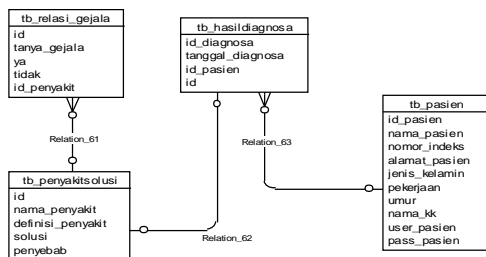 tb_relasi_gejala
id
tanya_gejala
ya
tidak
id_penyakit
tb_hasildiagnosa
id_diagnosa
tanggal_diagnosa
id_pasien
id
tb_pasien
id_pasien
nama_pasien
nomor_indeks
alamat_pasien
jenis_kelamin
pekerjaan
umur
nama_kk
user_pasien
pass_pasien
Relation_61
Relation_63
tb_penyakitsolusi
id
nama_penyakit
definisi_penyakit
solusi
penyebab
Relation_62